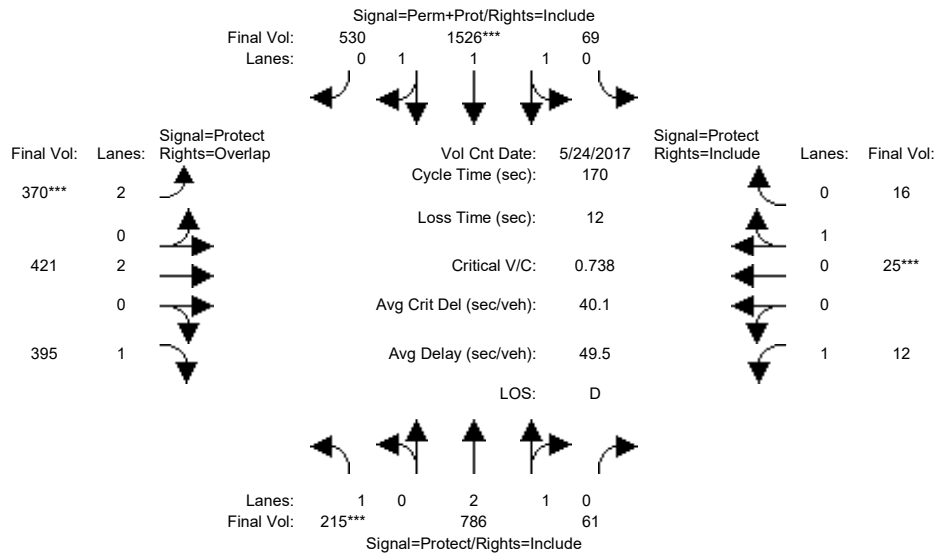 Signal=Perm+Prot/Rights=Include
Final Vol: 530 1526*** 69
Lanes: 0 1 1 1 0
Signal=Protect Signal=Protect
Final Vol: Lanes: Rights=Overlap Vol Cnt Date: 5/24/2017 Rights=Include Lanes: Final Vol:
Cycle Time (sec): 170
370*** 2 0 16
Loss Time (sec): 12
0 1
421 2 Critical V/C: 0.738 0 25***
0 Avg Crit Del (sec/veh): 40.1 0
395 1 Avg Delay (sec/veh): 49.5 1 12
LOS: D
Lanes: 1 0 2 1 0
Final Vol: 215*** 786 61
Signal=Protect/Rights=Include